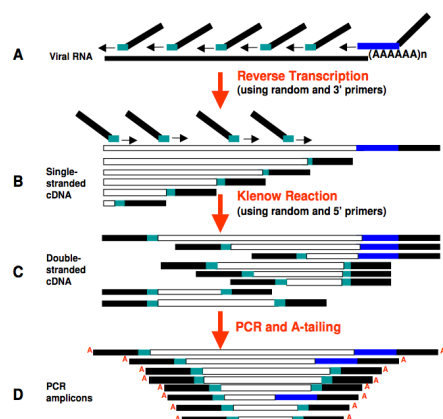 A
Viral RNA
(AAAAAA)n
Reverse Transcription
(using random and 3' primers)
B
Single-
stranded
cDNA
Klenow Reaction
(using random and 5' primers)
C
Double-
stranded
cDNA
PCR and A-tailing
A A
A A
A A
A A
A A
A A
A A
D
PCR
amplicons